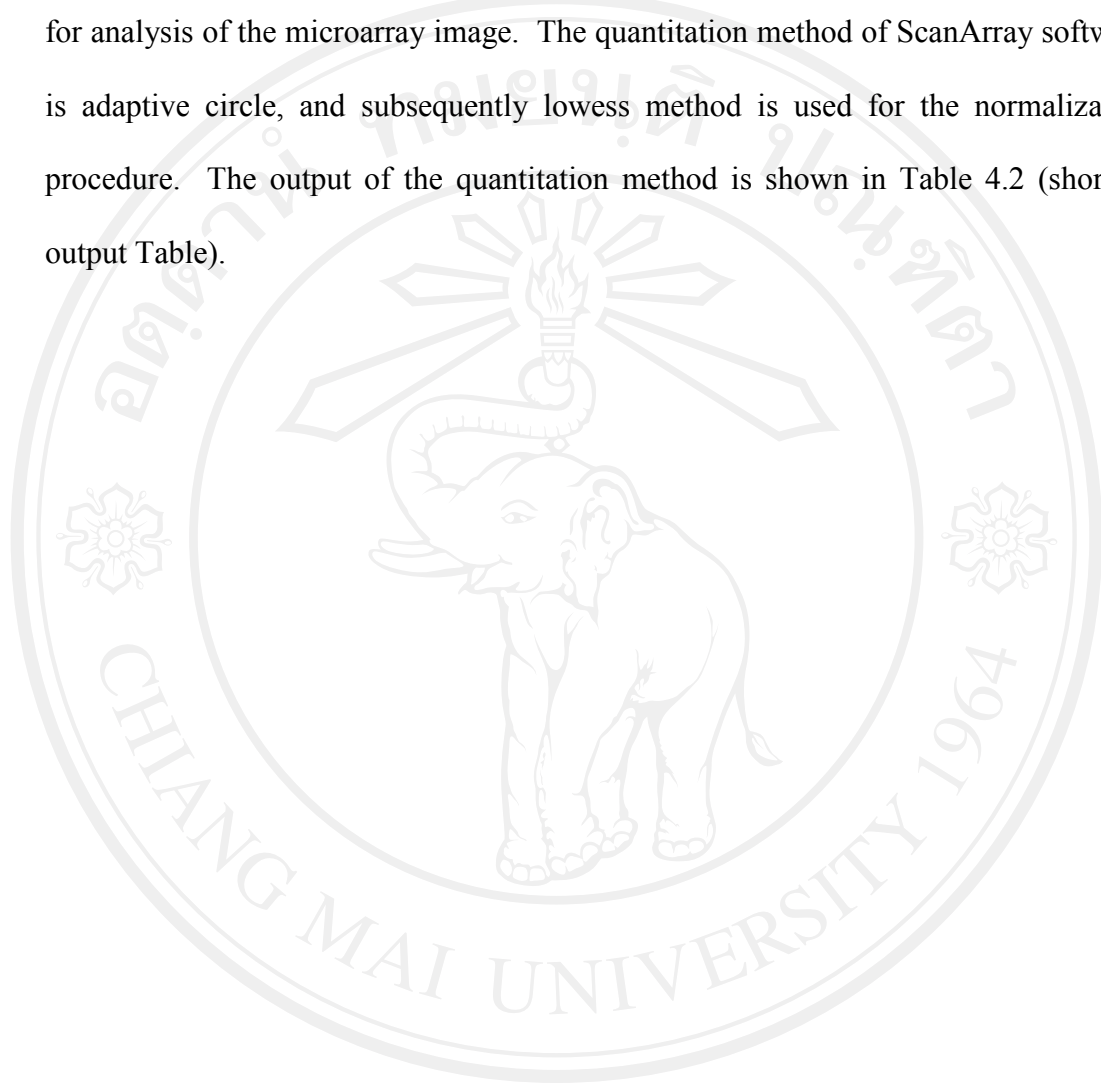 for analysis of the microarray image. The quantitation method of ScanArray softw
is adaptive circle, and subsequently lowess method is used for the normaliza
procedure. The output of the quantitation method is shown in Table 4.2 (shor
output Table).
CHIANG MAI UNIVERSITY 1964